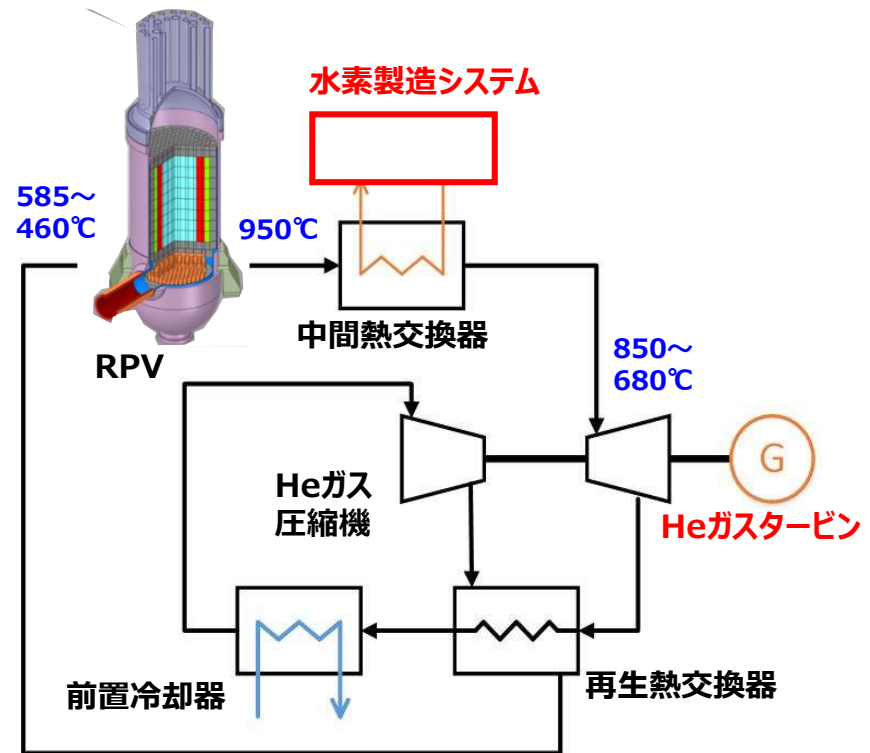 水素製造システム
585～
460℃
950℃
中間熱交換器
RPV
850～
680℃
Heガス
圧縮機
G
Heガスタービン
前置冷却器
再生熱交換器